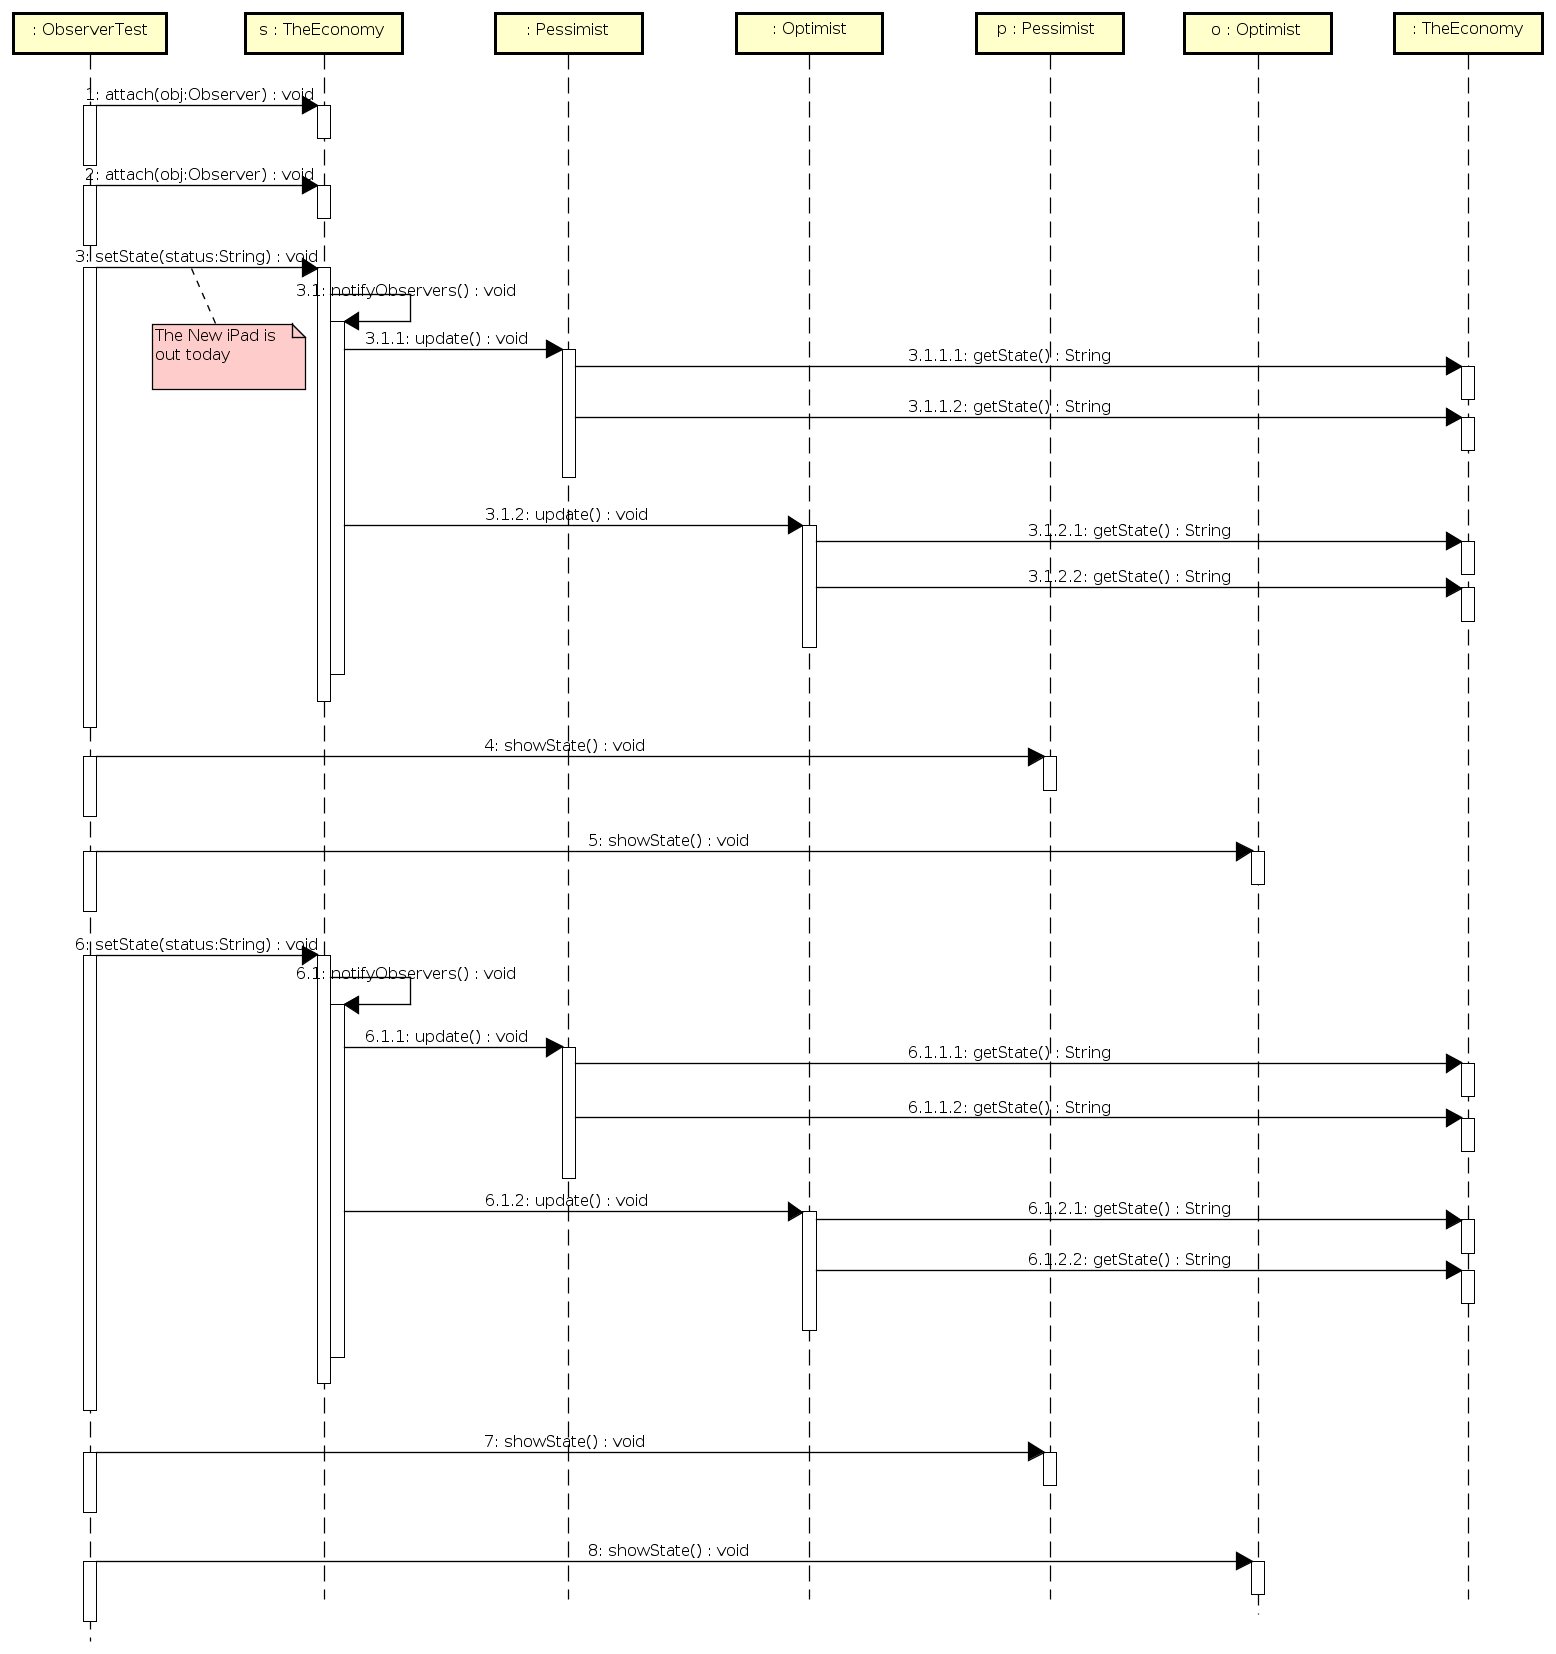 : ObserverTest
s : TheEconomy
: Pessimist
: Optimist
p : Pessimist
o : Optimist
: TheEconomy
1: attach(obj:Observer) : void
2: attach(obj:Observer) : void
3: setState(status:String) : void
3.1: notifyObservers() : void
The New iPad is
out today
3.1.1: update() : void
3.1.1.1: getState() : String
3.1.1.2: getState() : String
3.1.2: update() : void
3.1.2.1: getState() : String
3.1.2.2: getState() : String
4: showState() : void
5: showState() : void
6: setState(status:String) : void
6.1: notifyObservers() : void
6.1.1: update() : void
6.1.1.1: getState() : String
6.1.1.2: getState() : String
6.1.2: update() : void
6.1.2.1: getState() : String
6.1.2.2: getState() : String
7: showState() : void
8: showState() : void